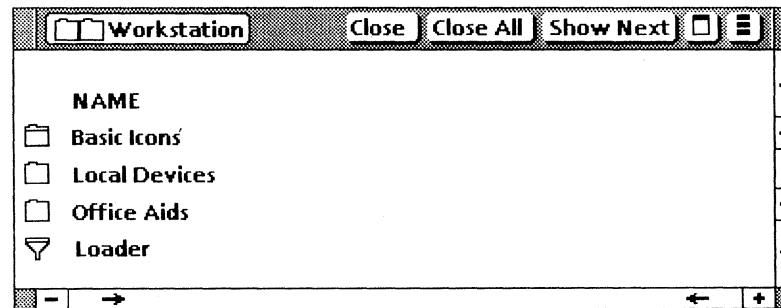 Workstation Close Close All Show Next
NAME
Basic Icons
Local Devices
Office Aids
Loader